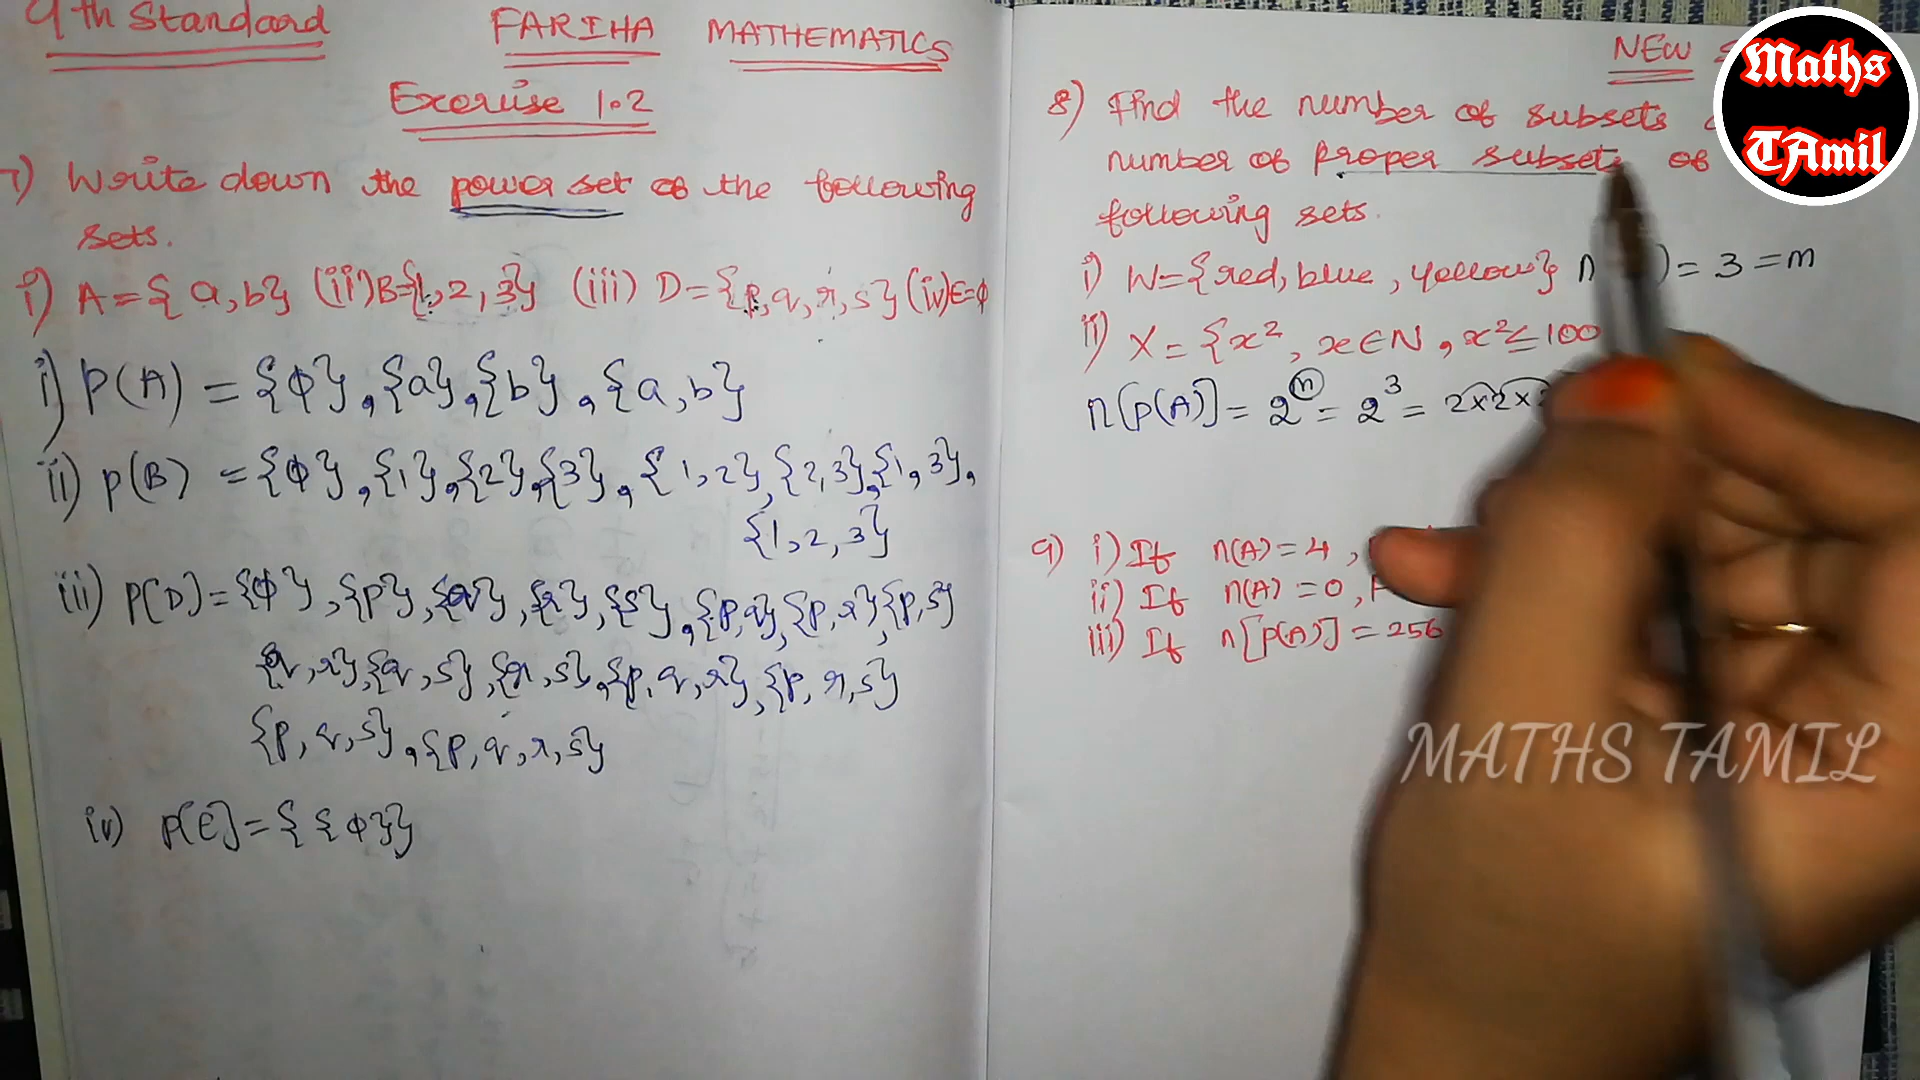 9th Standard FARIHA MATHEMATICS
Exercise 1.2
7) Write down the power set of the following
sets.
i) A={a,b} (ii) B={1,2,3} (iii) D={p,q,r,s} (iv) E=ϕ
i) P(A) = {ϕ},{a},{b},{a,b}
ii) P(B) = {ϕ},{1},{2},{3},{1,2},{2,3},{1,3},
{1,2,3}
iii) P[D]={ϕ},{p},{q},{r},{s},{p,q},{p,r},{p,s}
{q,r},{q,s},{r,s},{p,q,r},{p,r,s}
{p,q,s},{p,q,r,s}
iv) P[E]={{ϕ}}
NEW
8) Find the number of subsets
number of proper subsets of
following sets.
i) W={red, blue, yellow} n ) = 3 = m
ii) X = {x², x∈N, x²≤100
n[P(A)] = 2ᵐ = 2³ = 2×2×
9) i) If n(A)=4,
ii) If n(A)=0,
iii) If n[P(A)]=256
Maths
TAmil
MATHS TAMIL